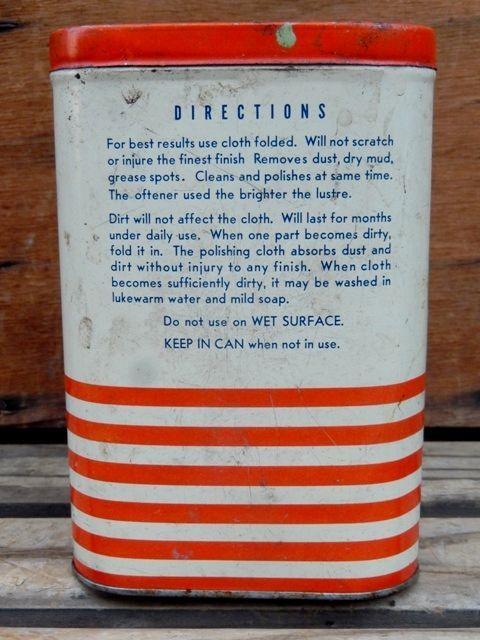 DIRECTIONS
For best results use cloth folded. Will not scratch
or injure the finest finish Removes dust, dry mud,
grease spots. Cleans and polishes at same time.
The oftener used the brighter the lustre.
Dirt will not affect the cloth. Will last for months
under daily use. When one part becomes dirty,
fold it in. The polishing cloth absorbs dust and
dirt without injury to any finish. When cloth
becomes sufficiently dirty, it may be washed in
lukewarm water and mild soap.
Do not use on WET SURFACE.
KEEP IN CAN when not in use.